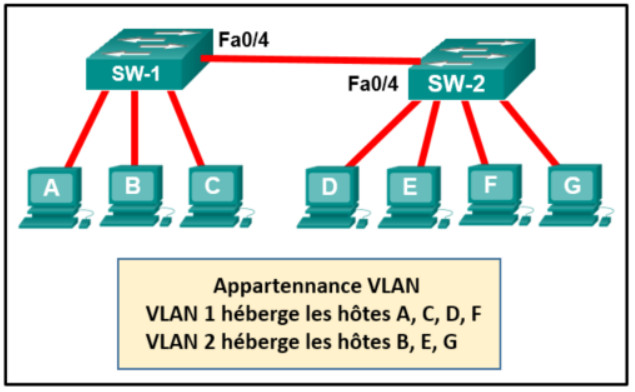 Fa0/4
SW-1
Fa0/4
SW-2
A
B
C
D
E
F
G
Appartennance VLAN
VLAN 1 héberge les hôtes A, C, D, F
VLAN 2 héberge les hôtes B, E, G